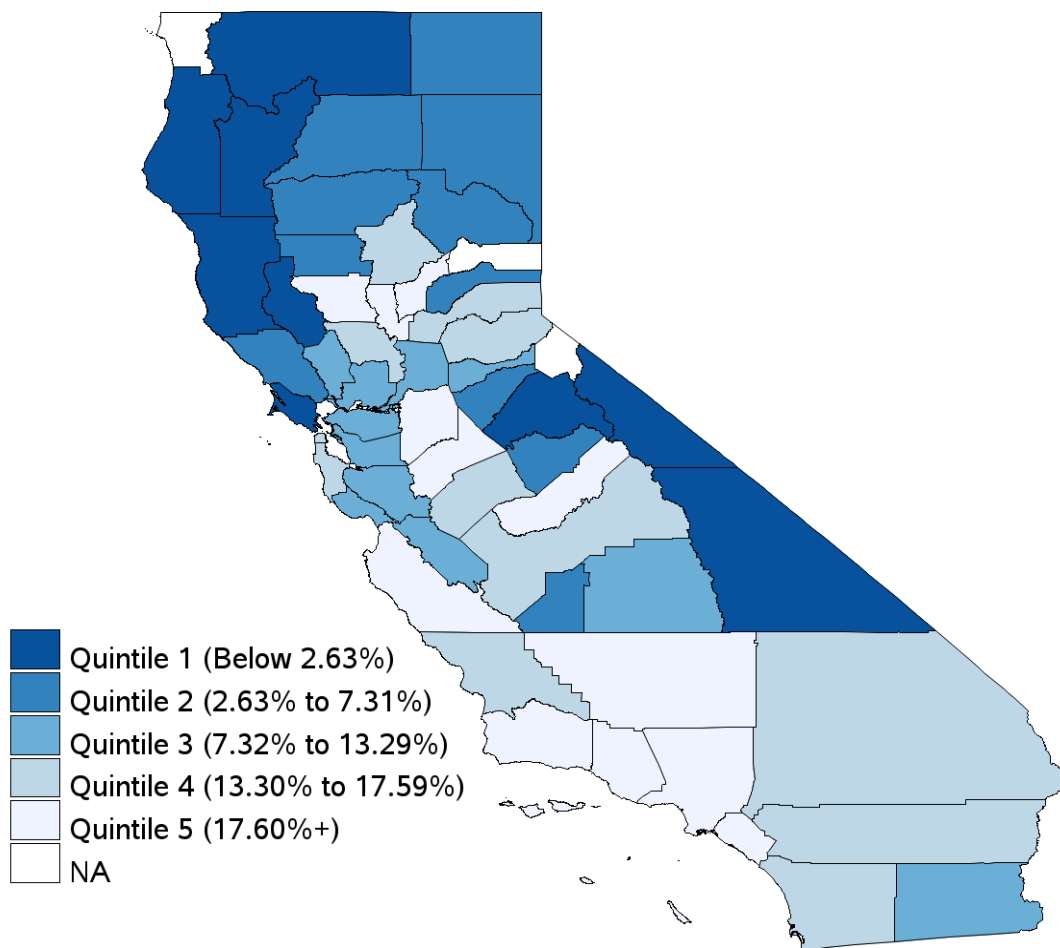 Quintile 1 (Below 2.63%)
Quintile 2 (2.63% to 7.31%)
Quintile 3 (7.32% to 13.29%)
Quintile 4 (13.30% to 17.59%)
Quintile 5 (17.60%+)
NA